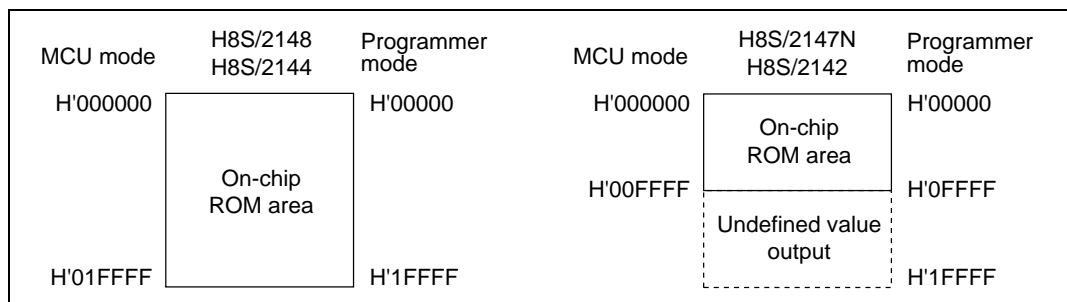 MCU mode
H8S/2148
H8S/2144
Programmer
mode
H'000000
H'00000
On-chip
ROM area
H'01FFFF
H'1FFFF
MCU mode
H8S/2147N
H8S/2142
Programmer
mode
H'000000
H'00000
On-chip
ROM area
H'00FFFF
H'0FFFF
Undefined value
output
H'1FFFF